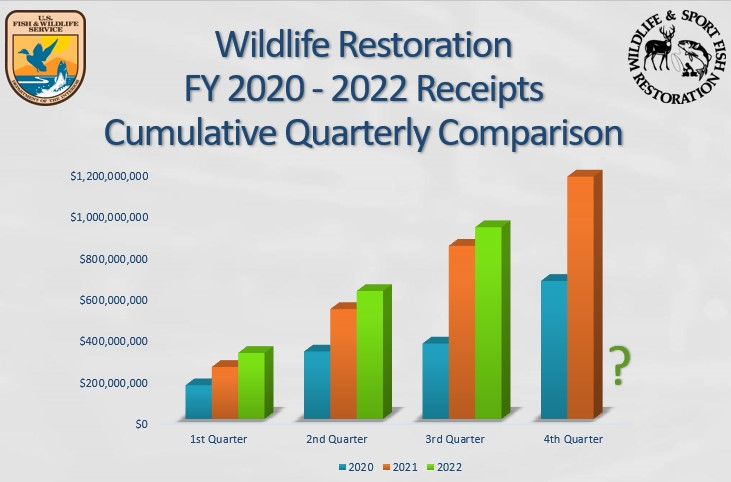 U.S.
FISH & WILDLIFE
SERVICE
DEPARTMENT OF THE INTERIOR
WILDLIFE & SPORT FISH
RESTORATION
Wildlife Restoration
FY 2020 - 2022 Receipts
Cumulative Quarterly Comparison
$1,200,000,000
$1,000,000,000
$800,000,000
$600,000,000
$400,000,000
$200,000,000
$0
?
1st Quarter 2nd Quarter 3rd Quarter 4th Quarter
2020 2021 2022